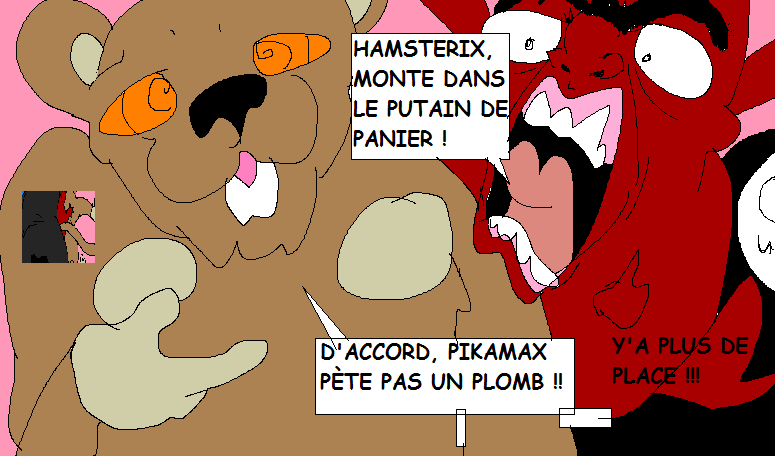 HAMSTERIX,
MONTE DANS
LE PUTAIN DE
PANIER !
D'ACCORD, PIKAMAX
PÈTE PAS UN PLOMB !!
Y'A PLUS DE
PLACE !!!